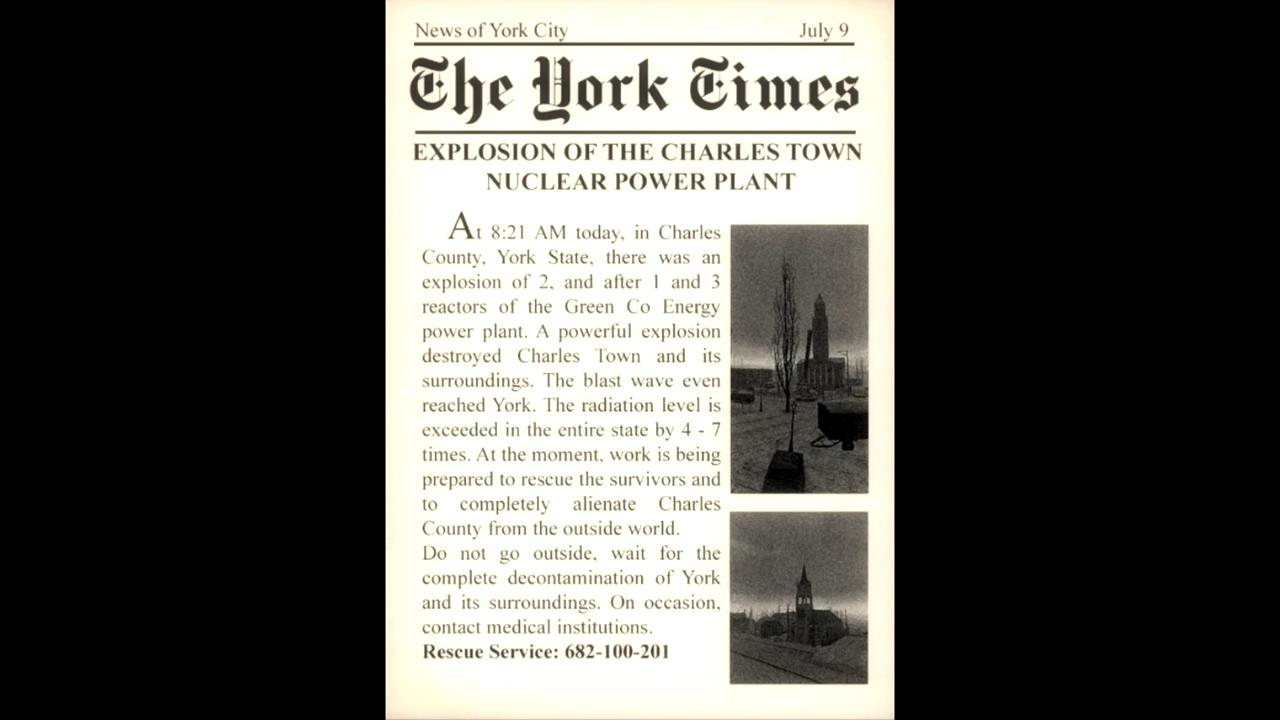 News of York City
July 9
The York Times
EXPLOSION OF THE CHARLES TOWN
NUCLEAR POWER PLANT
At 8:21 AM today, in Charles
County, York State, there was an
explosion of 2, and after 1 and 3
reactors of the Green Co Energy
power plant. A powerful explosion
destroyed Charles Town and its
surroundings. The blast wave even
reached York. The radiation level is
exceeded in the entire state by 4 - 7
times. At the moment, work is being
prepared to rescue the survivors and
to completely alienate Charles
County from the outside world.
Do not go outside, wait for the
complete decontamination of York
and its surroundings. On occasion,
contact medical institutions.
Rescue Service: 682-100-201